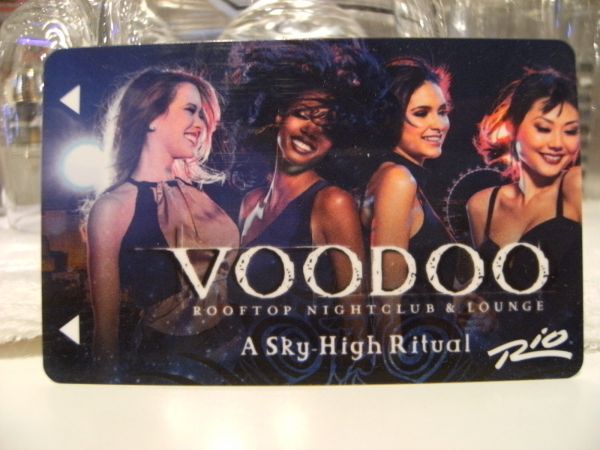 VOODOO
ROOFTOP NIGHTCLUB & LOUNGE
A Sky-High Ritual
Rio